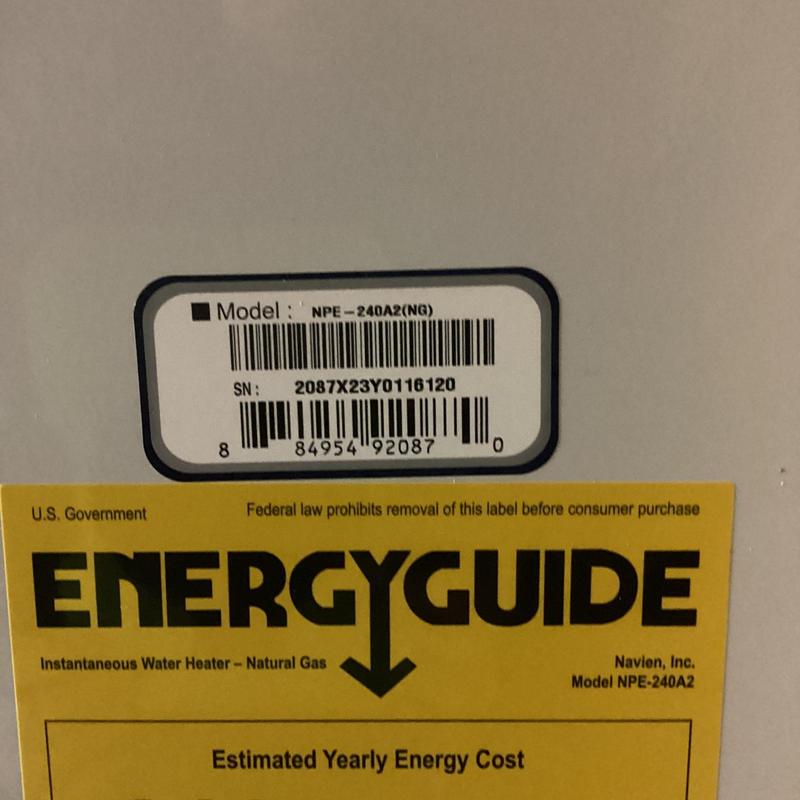 ■ Model : NPE-240A2(NG)
SN : 2087X23Y0116120
8 84954 92087 0
U.S. Government Federal law prohibits removal of this label before consumer purchase
ENERGYGUIDE
Instantaneous Water Heater – Natural Gas
Navien, Inc.
Model NPE-240A2
Estimated Yearly Energy Cost